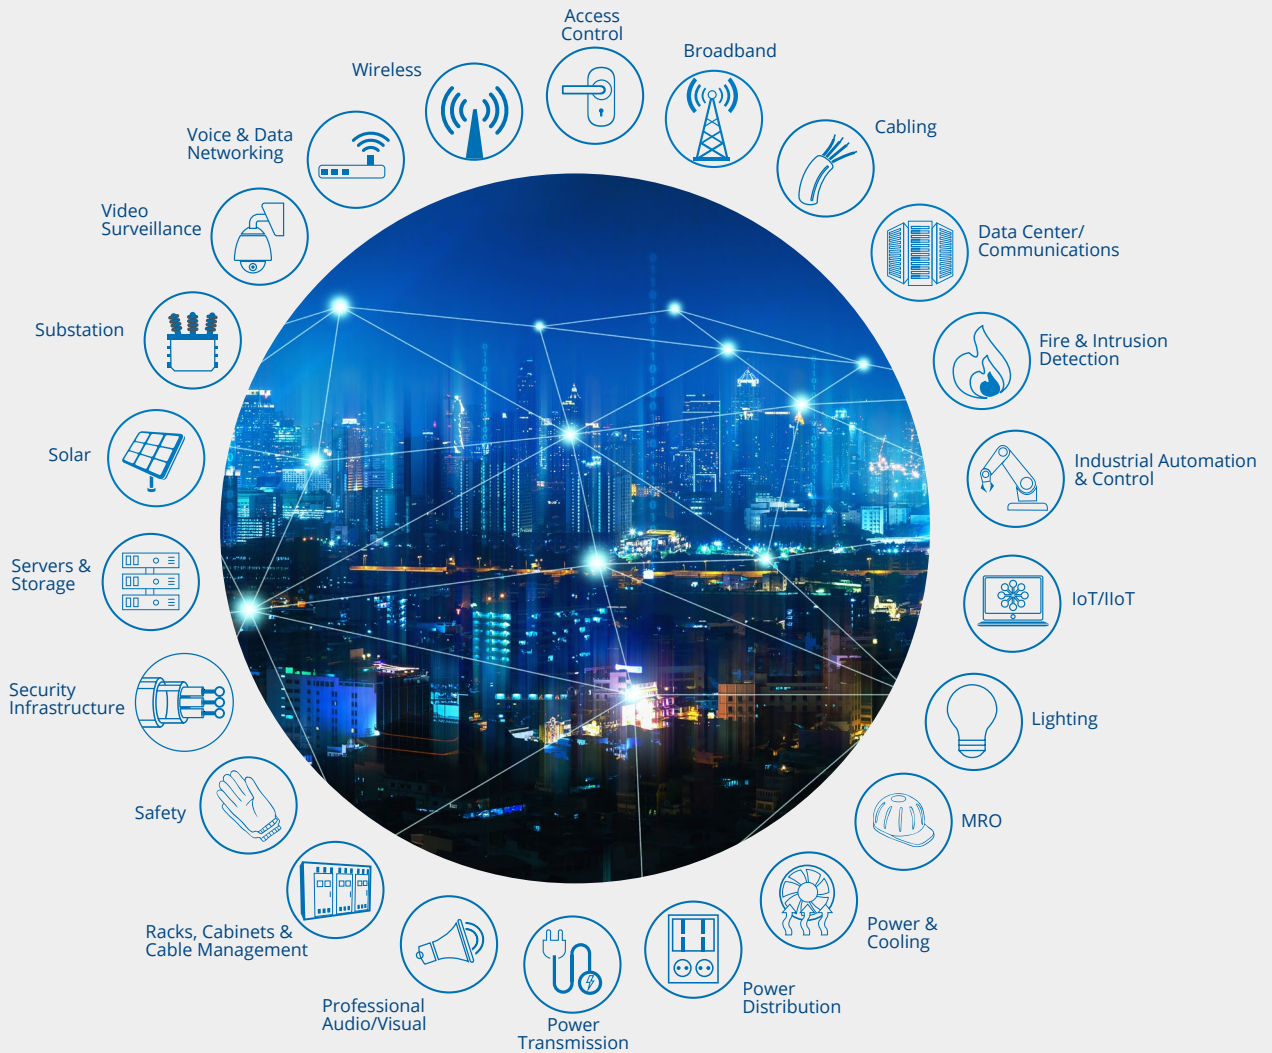 Access
Control
Broadband
Cabling
Data Center/
Communications
Fire & Intrusion
Detection
Industrial Automation
& Control
IoT/IIoT
Lighting
MRO
Power &
Cooling
Power
Distribution
Power
Transmission
Professional
Audio/Visual
Racks, Cabinets &
Cable Management
Safety
Security
Infrastructure
Servers &
Storage
Solar
Substation
Video
Surveillance
Voice & Data
Networking
Wireless